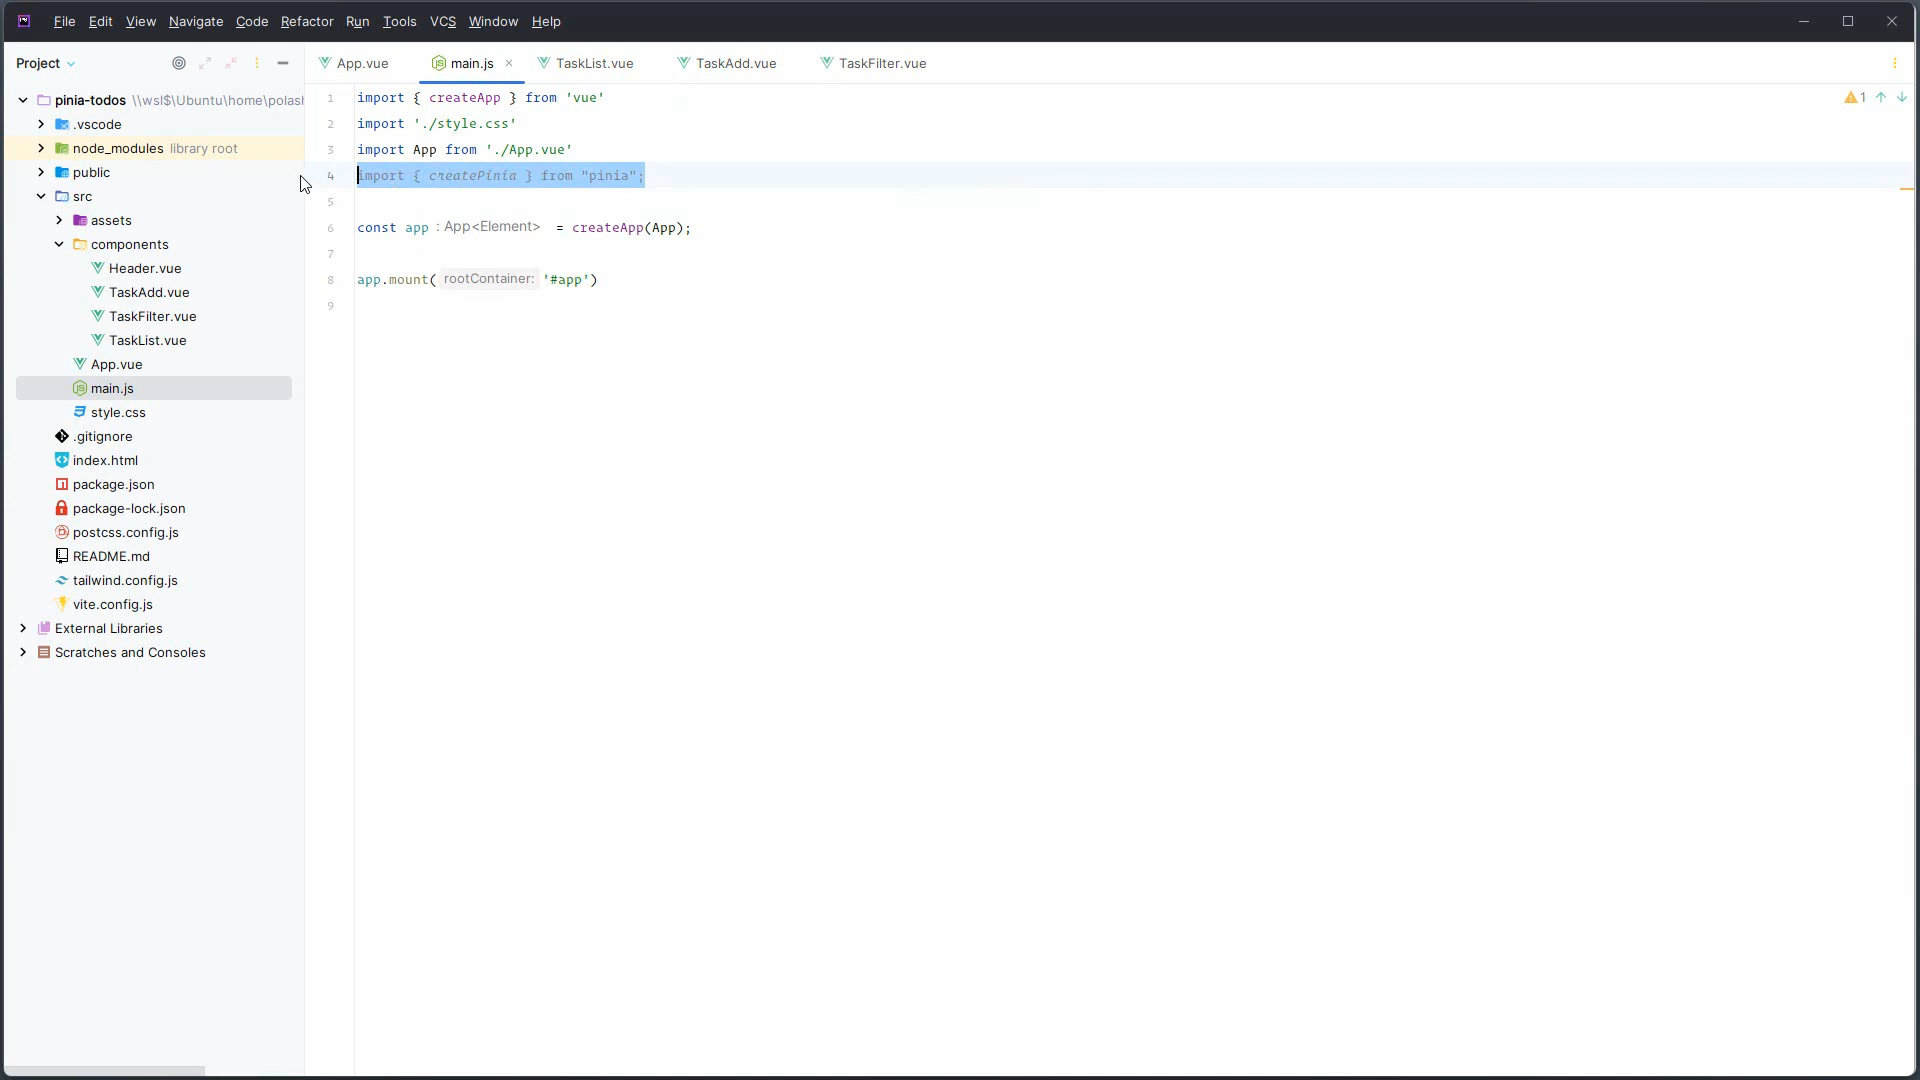 File Edit View Navigate Code Refactor Run Tools VCS Window Help
Project
App.vue main.js TaskList.vue TaskAdd.vue TaskFilter.vue
pinia-todos \\wsl$\Ubuntu\home\polash
.vscode
node_modules library root
public
src
assets
components
Header.vue
TaskAdd.vue
TaskFilter.vue
TaskList.vue
App.vue
main.js
style.css
.gitignore
index.html
package.json
package-lock.json
postcss.config.js
README.md
tailwind.config.js
vite.config.js
External Libraries
Scratches and Consoles
1 import { createApp } from 'vue'
2 import './style.css'
3 import App from './App.vue'
4 import { createPinia } from "pinia";
5
6 const app : App<Element> = createApp(App);
7
8 app.mount( rootContainer: '#app')
9
1